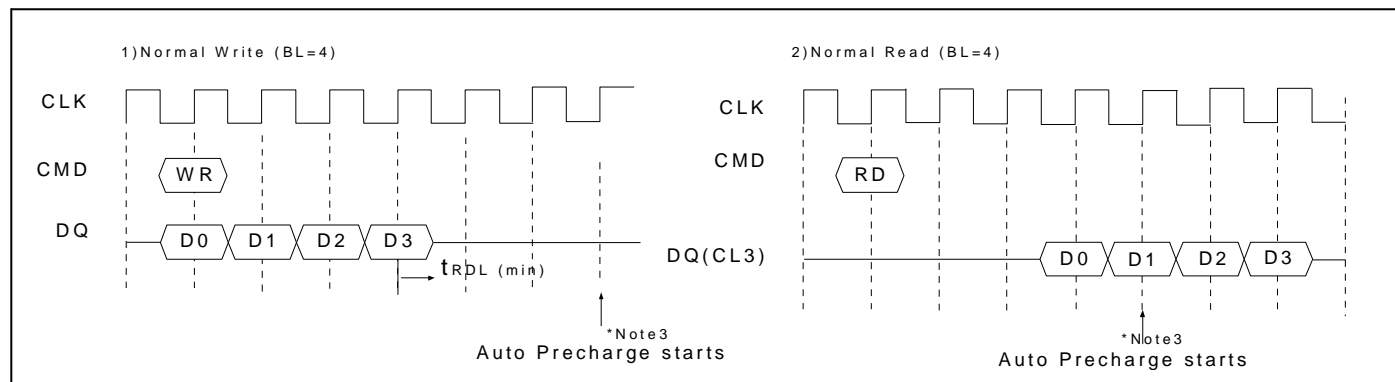 1)Normal Write (BL=4)
CLK
CMD
WR
DQ
D0 D1 D2 D3
tRDL (min)
*Note3
Auto Precharge starts
2)Normal Read (BL=4)
CLK
CMD
RD
DQ(CL3)
D0 D1 D2 D3
*Note3
Auto Precharge starts